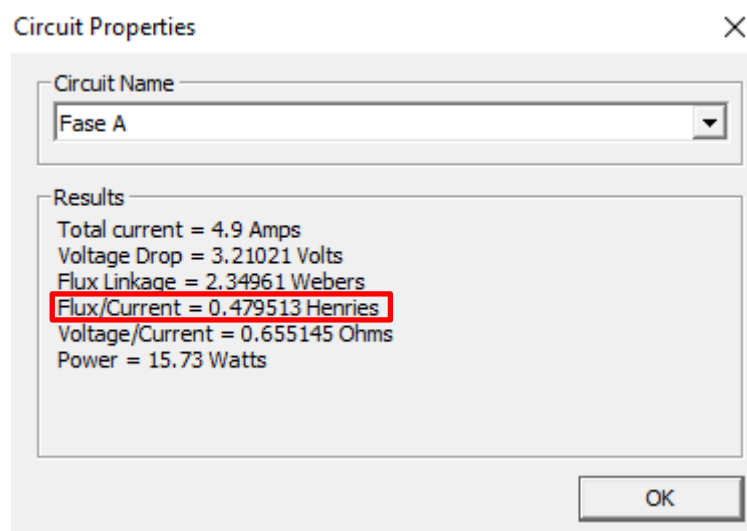 Circuit Properties
Circuit Name
Fase A
Results
Total current = 4.9 Amps
Voltage Drop = 3.21021 Volts
Flux Linkage = 2.34961 Webers
Flux/Current = 0.479513 Henries
Voltage/Current = 0.655145 Ohms
Power = 15.73 Watts
OK